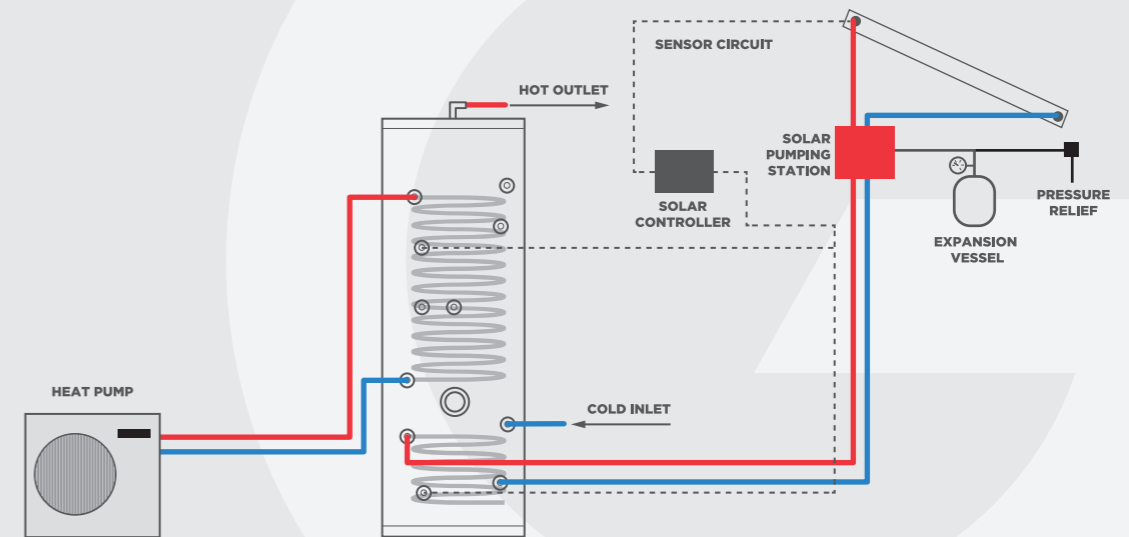 SENSOR CIRCUIT
HOT OUTLET
SOLAR
PUMPING
STATION
SOLAR
CONTROLLER
PRESSURE
RELIEF
EXPANSION
VESSEL
HEAT PUMP
COLD INLET